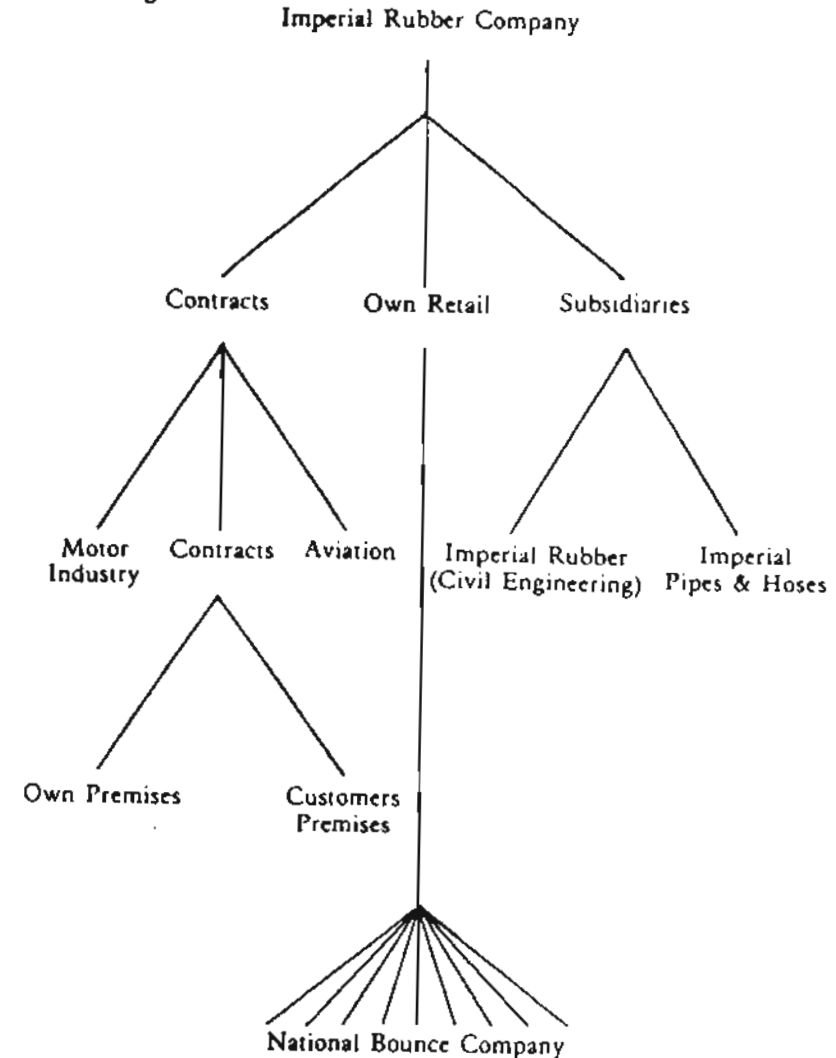 Imperial Rubber Company
Contracts
Own Retail
Subsidiaries
Motor
Industry
Contracts
Aviation
Imperial Rubber
(Civil Engineering)
Imperial
Pipes & Hoses
Own Premises
Customers
Premises
National Bounce Company